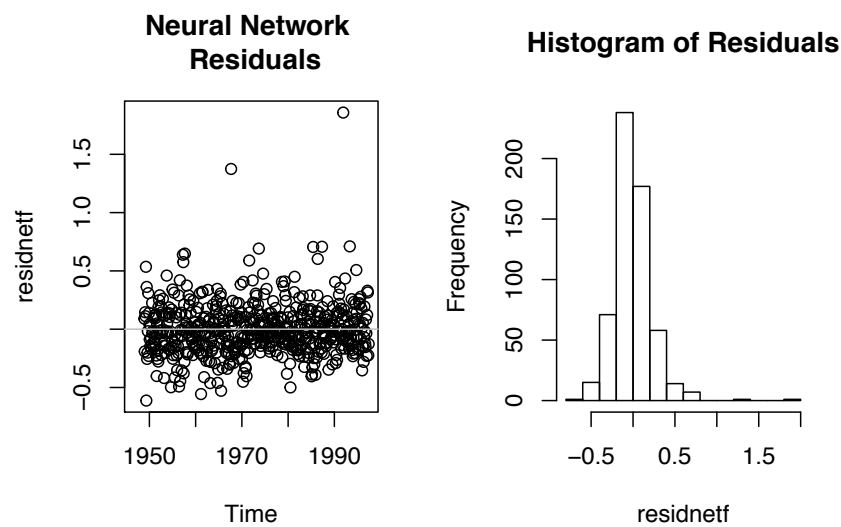 Neural Network
Residuals
residnetf
−0.5
0.5
1.0
1.5
1950
1970
1990
Time
Histogram of Residuals
Frequency
0
50
100
150
200
−0.5
0.5
1.5
residnetf